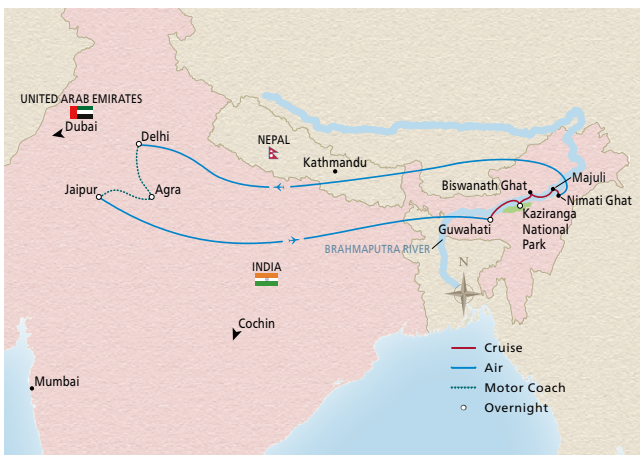 UNITED ARAB EMIRATES
Dubai
Delhi
NEPAL
Kathmandu
Majuli
Biswanath Ghat
Jaipur
Agra
Nimati Ghat
Kaziranga
National
Park
Guwahati
BRAHMAPUTRA RIVER
N
INDIA
Cochin
Mumbai
Cruise
Air
Motor Coach
Overnight